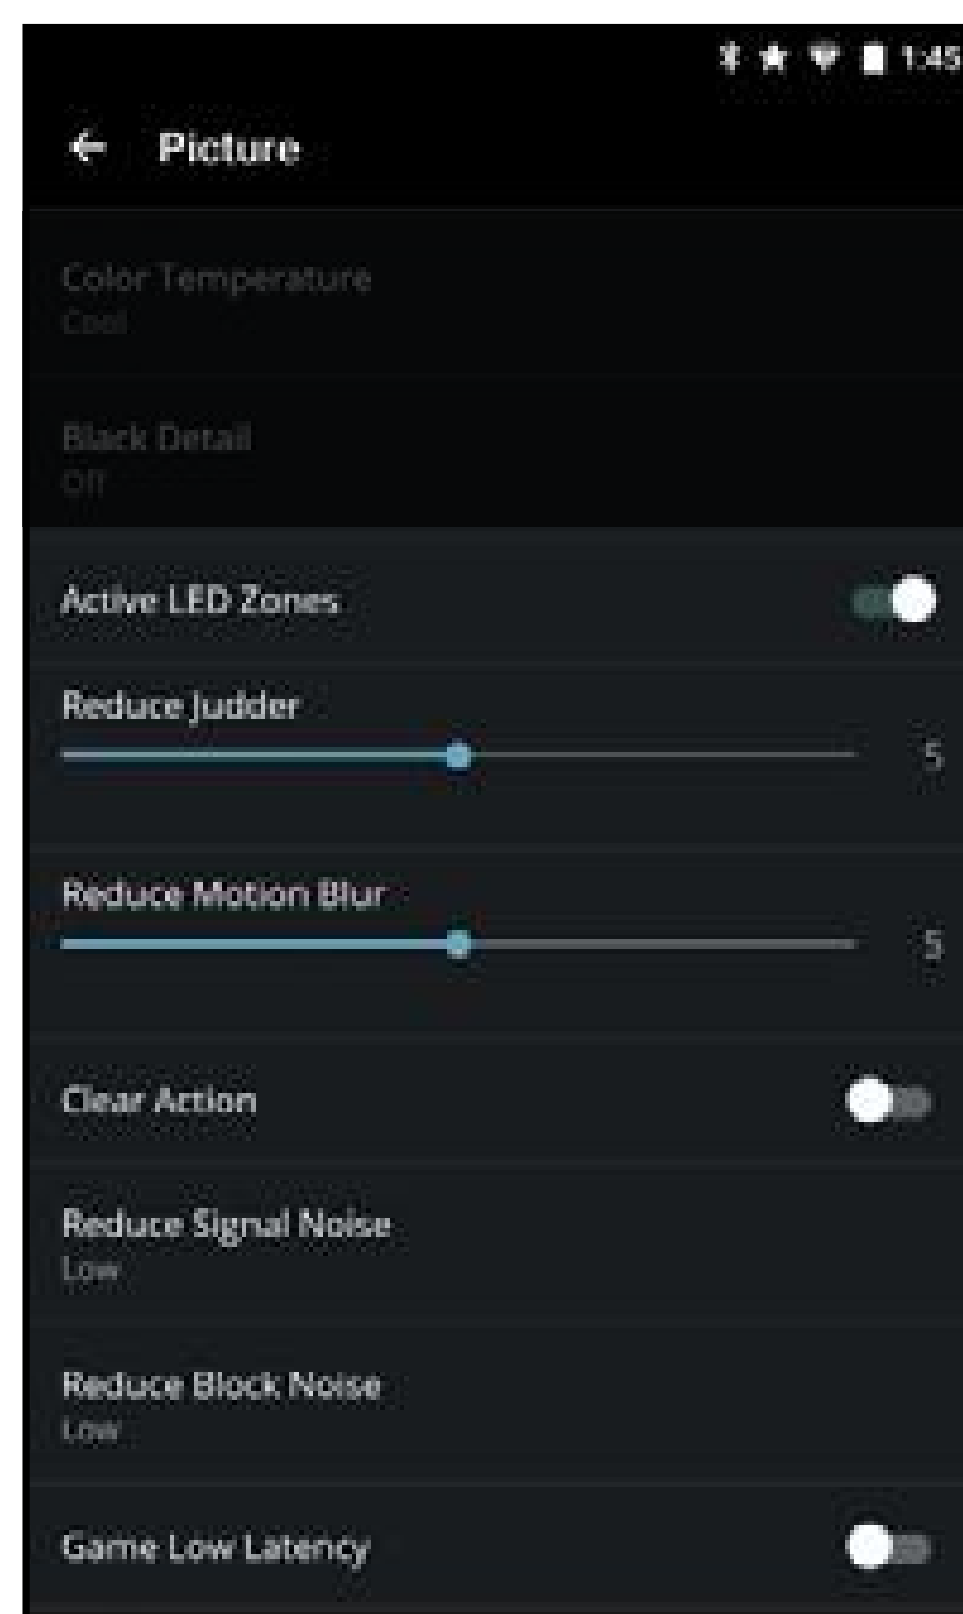 1:45
Picture
Color Temperature
Cool
Black Detail
Off
Active LED Zones
Reduce Judder
5
Reduce Motion Blur
5
Clear Action
Reduce Signal Noise
Low
Reduce Block Noise
Low
Game Low Latency